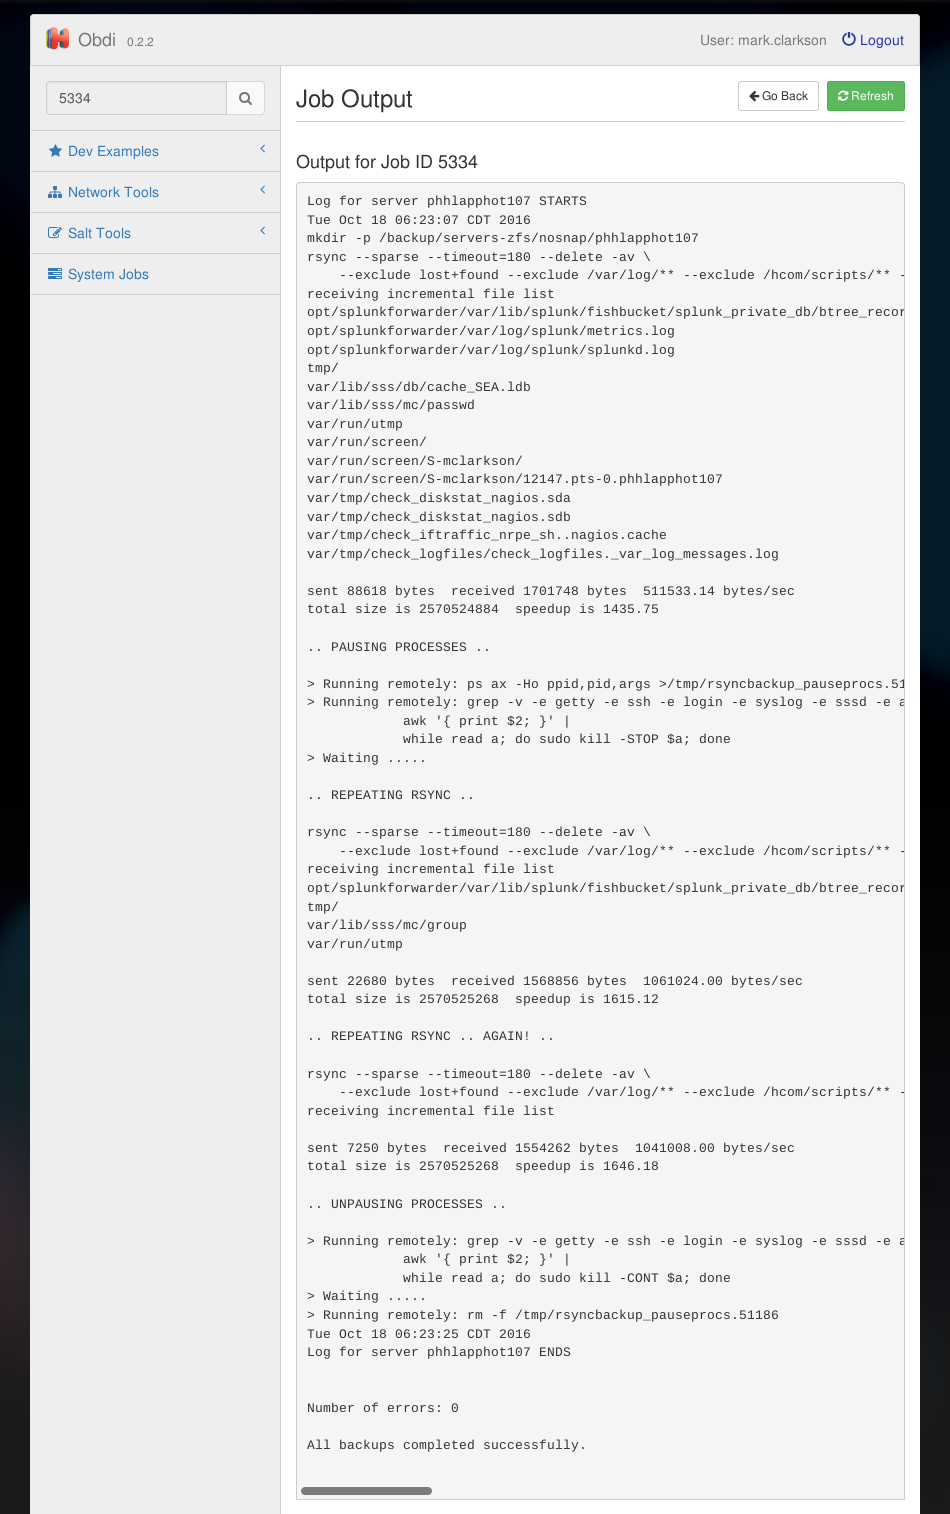 Obdi 0.2.2
User: mark.clarkson Logout
5334
Dev Examples
Network Tools
Salt Tools
System Jobs
Job Output
Go Back
Refresh
Output for Job ID 5334
Log for server phhlapphot107 STARTS
Tue Oct 18 06:23:07 CDT 2016
mkdir -p /backup/servers-zfs/nosnap/phhlapphot107
rsync --sparse --timeout=180 --delete -av \
    --exclude lost+found --exclude /var/log/** --exclude /hcom/scripts/** -
receiving incremental file list
opt/splunkforwarder/var/lib/splunk/fishbucket/splunk_private_db/btree_recor
opt/splunkforwarder/var/log/splunk/metrics.log
opt/splunkforwarder/var/log/splunk/splunkd.log
tmp/
var/lib/sss/db/cache_SEA.ldb
var/lib/sss/mc/passwd
var/run/utmp
var/run/screen/
var/run/screen/S-mclarkson/
var/run/screen/S-mclarkson/12147.pts-0.phhlapphot107
var/tmp/check_diskstat_nagios.sda
var/tmp/check_diskstat_nagios.sdb
var/tmp/check_iftraffic_nrpe_sh..nagios.cache
var/tmp/check_logfiles/check_logfiles._var_log_messages.log
sent 88618 bytes  received 1701748 bytes  511533.14 bytes/sec
total size is 2570524884  speedup is 1435.75
.. PAUSING PROCESSES ..
> Running remotely: ps ax -Ho ppid,pid,args >/tmp/rsyncbackup_pauseprocs.51
> Running remotely: grep -v -e getty -e ssh -e login -e syslog -e sssd -e a
            awk '{ print $2; }' |
            while read a; do sudo kill -STOP $a; done
> Waiting .....
.. REPEATING RSYNC ..
rsync --sparse --timeout=180 --delete -av \
    --exclude lost+found --exclude /var/log/** --exclude /hcom/scripts/** -
receiving incremental file list
opt/splunkforwarder/var/lib/splunk/fishbucket/splunk_private_db/btree_recor
tmp/
var/lib/sss/mc/group
var/run/utmp
sent 22680 bytes  received 1568856 bytes  1061024.00 bytes/sec
total size is 2570525268  speedup is 1615.12
.. REPEATING RSYNC .. AGAIN! ..
rsync --sparse --timeout=180 --delete -av \
    --exclude lost+found --exclude /var/log/** --exclude /hcom/scripts/** -
receiving incremental file list
sent 7250 bytes  received 1554262 bytes  1041008.00 bytes/sec
total size is 2570525268  speedup is 1646.18
.. UNPAUSING PROCESSES ..
> Running remotely: grep -v -e getty -e ssh -e login -e syslog -e sssd -e a
            awk '{ print $2; }' |
            while read a; do sudo kill -CONT $a; done
> Waiting .....
> Running remotely: rm -f /tmp/rsyncbackup_pauseprocs.51186
Tue Oct 18 06:23:25 CDT 2016
Log for server phhlapphot107 ENDS
Number of errors: 0
All backups completed successfully.